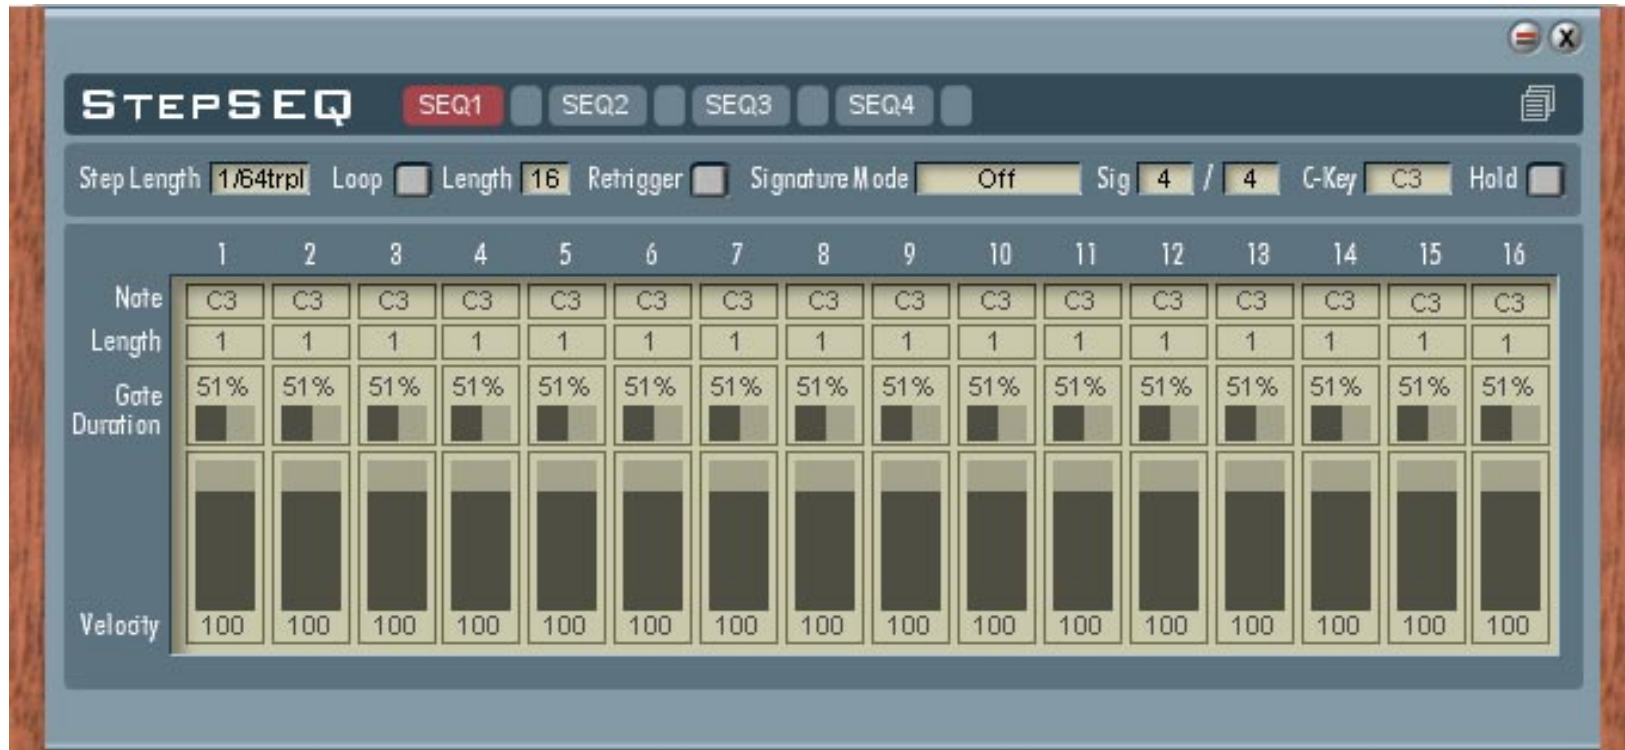 X
STEPSEQ SEQ1 SEQ2 SEQ3 SEQ4
Step Length 1/64trpl Loop Length 16 Retrigger Signature Mode Off Sig 4 / 4 C-Key C3 Hold
1 2 3 4 5 6 7 8 9 10 11 12 13 14 15 16
Note C3 C3 C3 C3 C3 C3 C3 C3 C3 C3 C3 C3 C3 C3 C3 C3
Length 1 1 1 1 1 1 1 1 1 1 1 1 1 1 1 1
Gate Duration 51% 51% 51% 51% 51% 51% 51% 51% 51% 51% 51% 51% 51% 51% 51% 51%
Velocity 100 100 100 100 100 100 100 100 100 100 100 100 100 100 100 100